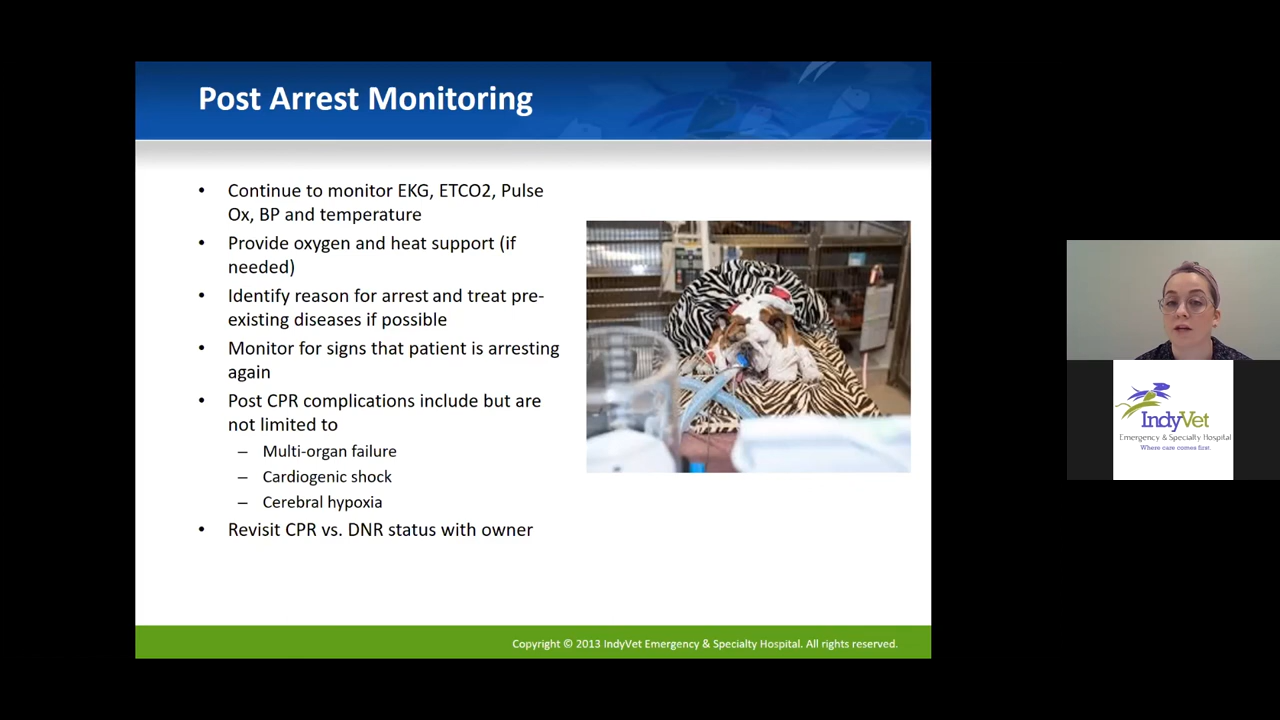 Post Arrest Monitoring
• Continue to monitor EKG, ETCO2, Pulse
Ox, BP and temperature
• Provide oxygen and heat support (if
needed)
• Identify reason for arrest and treat pre-
existing diseases if possible
• Monitor for signs that patient is arresting
again
• Post CPR complications include but are
not limited to
– Multi-organ failure
– Cardiogenic shock
– Cerebral hypoxia
• Revisit CPR vs. DNR status with owner
Copyright © 2013 IndyVet Emergency & Specialty Hospital. All rights reserved.
IndyVet
Emergency & Specialty Hospital
Where care comes first.